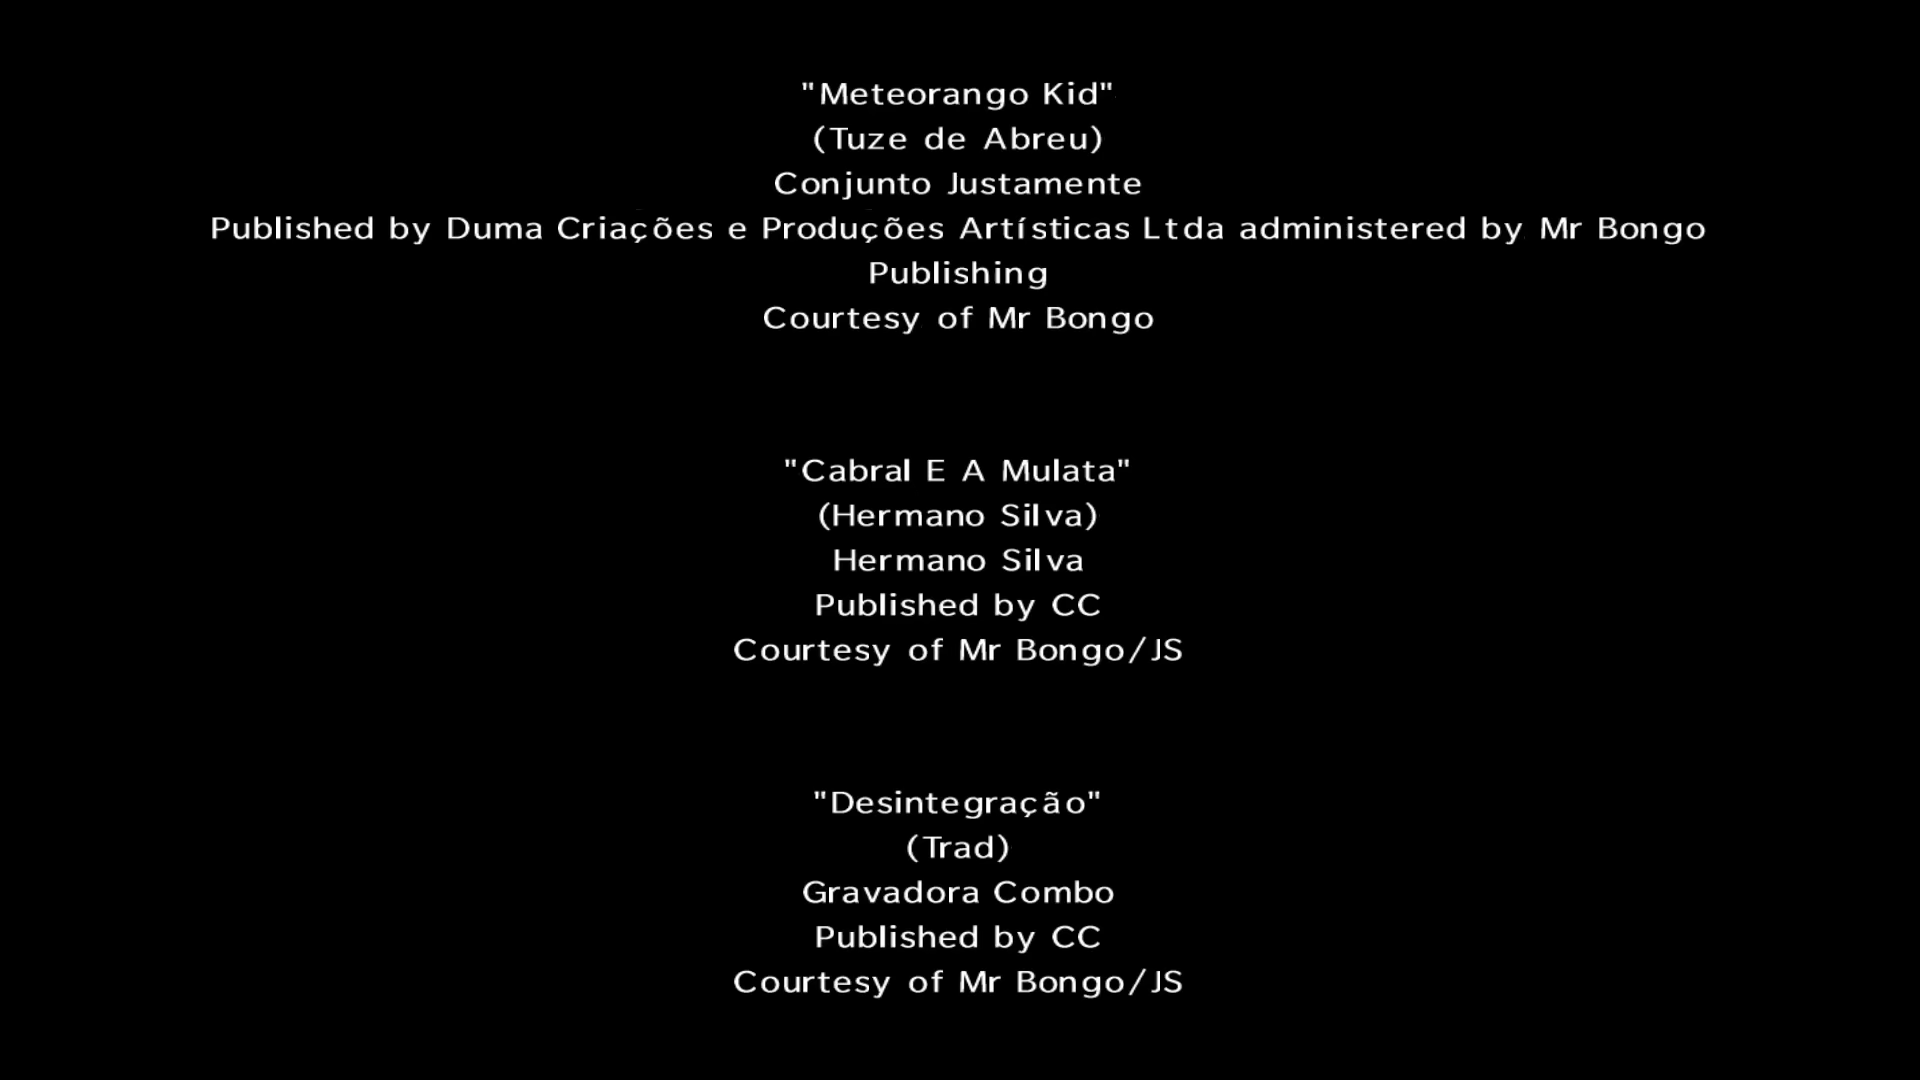 "Meteorango Kid"
(Tuze de Abreu)
Conjunto Justamente
Published by Duma Criações e Produções Artísticas Ltda administered by Mr Bongo
Publishing
Courtesy of Mr Bongo
"Cabral E A Mulata"
(Hermano Silva)
Hermano Silva
Published by CC
Courtesy of Mr Bongo/JS
"Desintegração"
(Trad)
Gravadora Combo
Published by CC
Courtesy of Mr Bongo/JS